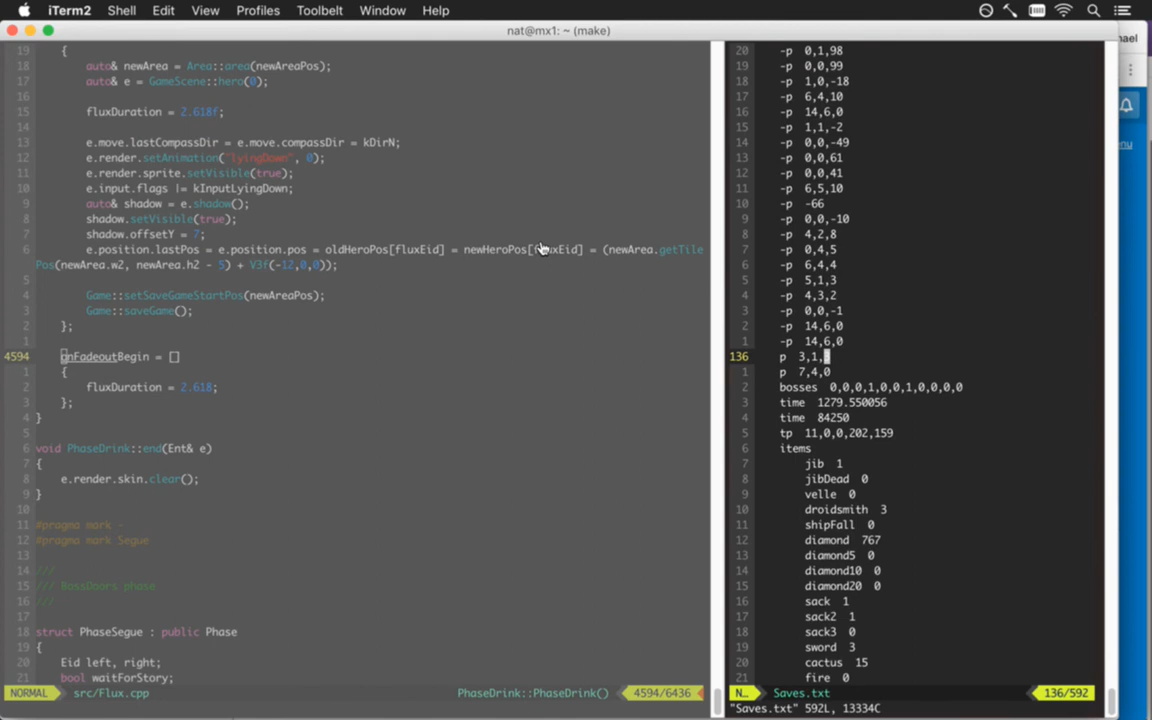 iTerm2 Shell Edit View Profiles Toolbelt Window Help
nat@mx1: ~ (make)
19 {
18 auto& newArea = Area::area(newAreaPos);
17 auto& e = GameScene::hero(0);
16
15 fluxDuration = 2.618f;
14
13 e.move.lastCompassDir = e.move.compassDir = kDirN;
12 e.render.setAnimation("lyingDown", 0);
11 e.render.sprite.setVisible(true);
10 e.input.flags |= kInputLyingDown;
9 auto& shadow = e.shadow();
8 shadow.setVisible(true);
7 shadow.offsetY = 7;
6 e.position.lastPos = e.position.pos = oldHeroPos[fluxEid] = newHeroPos[fluxEid] = (newArea.getTile
Pos(newArea.w2, newArea.h2 - 5) + V3f(-12,0,0));
5
4 Game::setSaveGameStartPos(newAreaPos);
3 Game::saveGame();
2 };
1
4594 onFadeoutBegin = []
1 {
2 fluxDuration = 2.618;
3 };
4 }
5
6 void PhaseDrink::end(Ent& e)
7 {
8 e.render.skin.clear();
9 }
10
11 #pragma mark -
12 #pragma mark Segue
13
14 ///
15 /// BossDoors phase
16 ///
17
18 struct PhaseSegue : public Phase
19 {
20 Eid left, right;
21 bool waitForStory;
NORMAL src/Flux.cpp PhaseDrink::PhaseDrink() 4594/6436
20 -p 0,1,98
19 -p 0,0,99
18 -p 1,0,-18
17 -p 6,4,10
16 -p 14,6,0
15 -p 1,1,-2
14 -p 0,0,-49
13 -p 0,0,61
12 -p 0,0,41
11 -p 6,5,10
10 -p -66
9 -p 0,0,-10
8 -p 4,2,8
7 -p 0,4,5
6 -p 6,4,4
5 -p 5,1,3
4 -p 4,3,2
3 -p 0,0,-1
2 -p 14,6,0
1 -p 14,6,0
136 p 3,1,
1 p 7,4,0
2 bosses 0,0,0,1,0,0,1,0,0,0,0
3 time 1279.550056
4 time 84250
5 tp 11,0,0,202,159
6 items
7 jib 1
8 jibDead 0
9 velle 0
10 droidsmith 3
11 shipFall 0
12 diamond 767
13 diamond5 0
14 diamond10 0
15 diamond20 0
16 sack 1
17 sack2 1
18 sack3 0
19 sword 3
20 cactus 15
21 fire 0
N... Saves.txt 136/592
"Saves.txt" 592L, 13334C
ael
enu